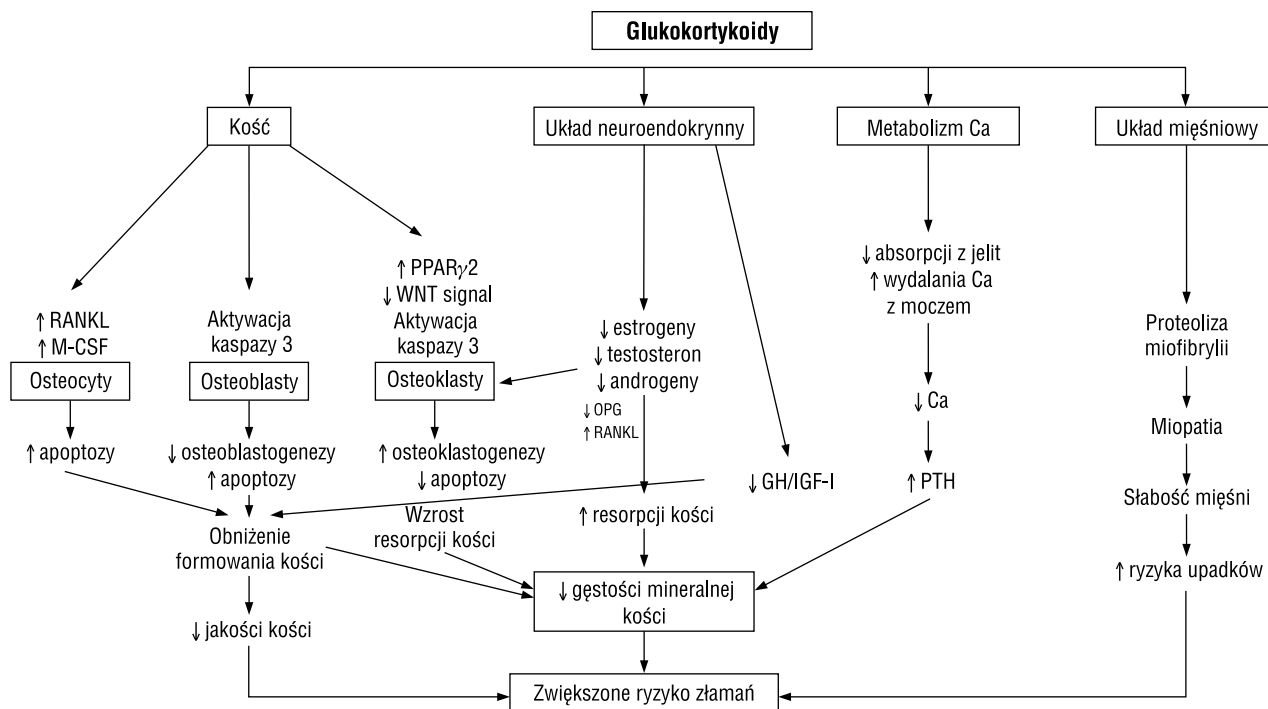 Glukokortykoidy
Kość
Układ neuroendokrynny
Metabolizm Ca
Układ mięśniowy
↑ RANKL
↑ M-CSF
Osteocyty
↑ apoptozy
Aktywacja
kaspazy 3
Osteoblasty
↓ osteoblastogenezy
↑ apoptozy
↑ PPARγ2
↓ WNT signal
Aktywacja
kaspazy 3
Osteoklasty
↑ osteoklastogenezy
↓ apoptozy
↓ estrogeny
↓ testosteron
↓ androgeny
↓ OPG
↑ RANKL
↓ GH/IGF-I
↓ absorpcji z jelit
↑ wydalania Ca
z moczem
↓ Ca
↑ PTH
Proteoliza
miofibrylii
Miopatia
Słabość mięśni
↑ ryzyka upadków
Obniżenie
formowania kości
Wzrost
resorpcji kości
↑ resorpcji kości
↓ jakości kości
↓ gęstości mineralnej
kości
Zwiększone ryzyko złamań